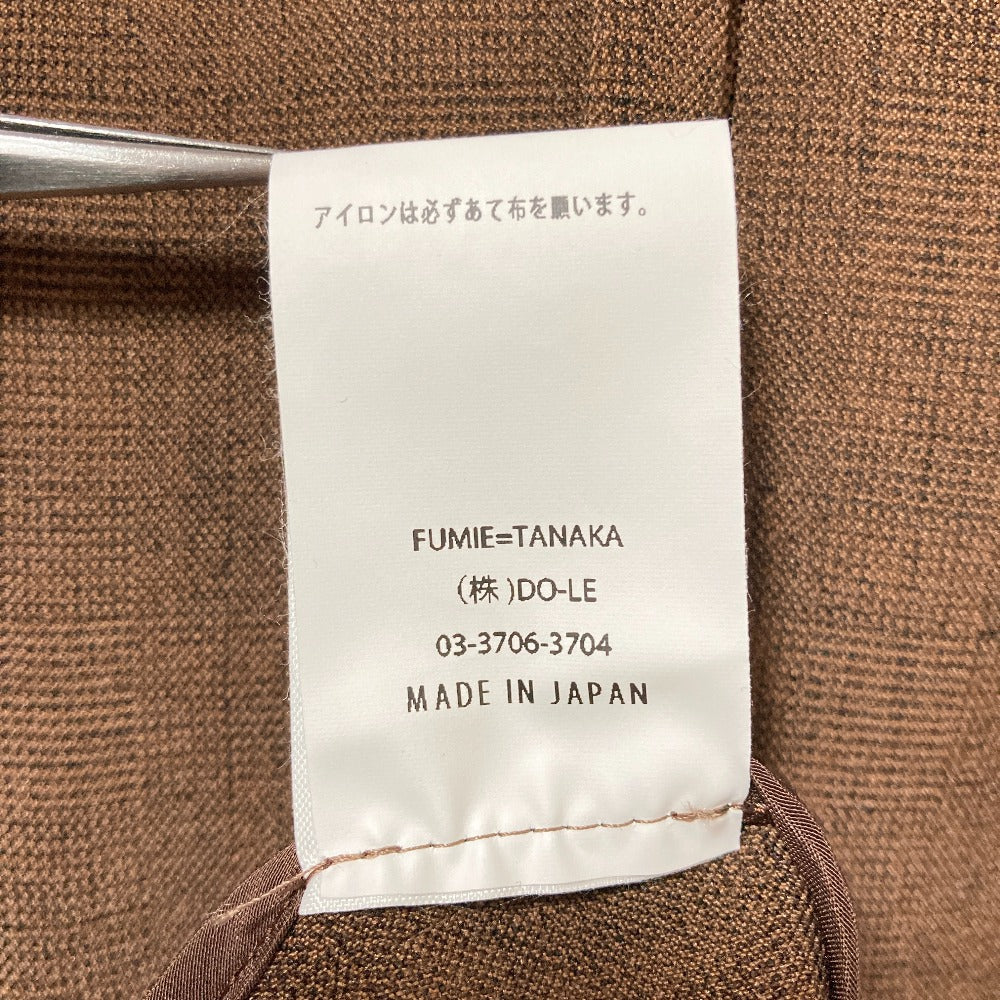 アイロンは必ずあて布を願います。
FUMIE=TANAKA
(株)DO-LE
03-3706-3704
MADE IN JAPAN